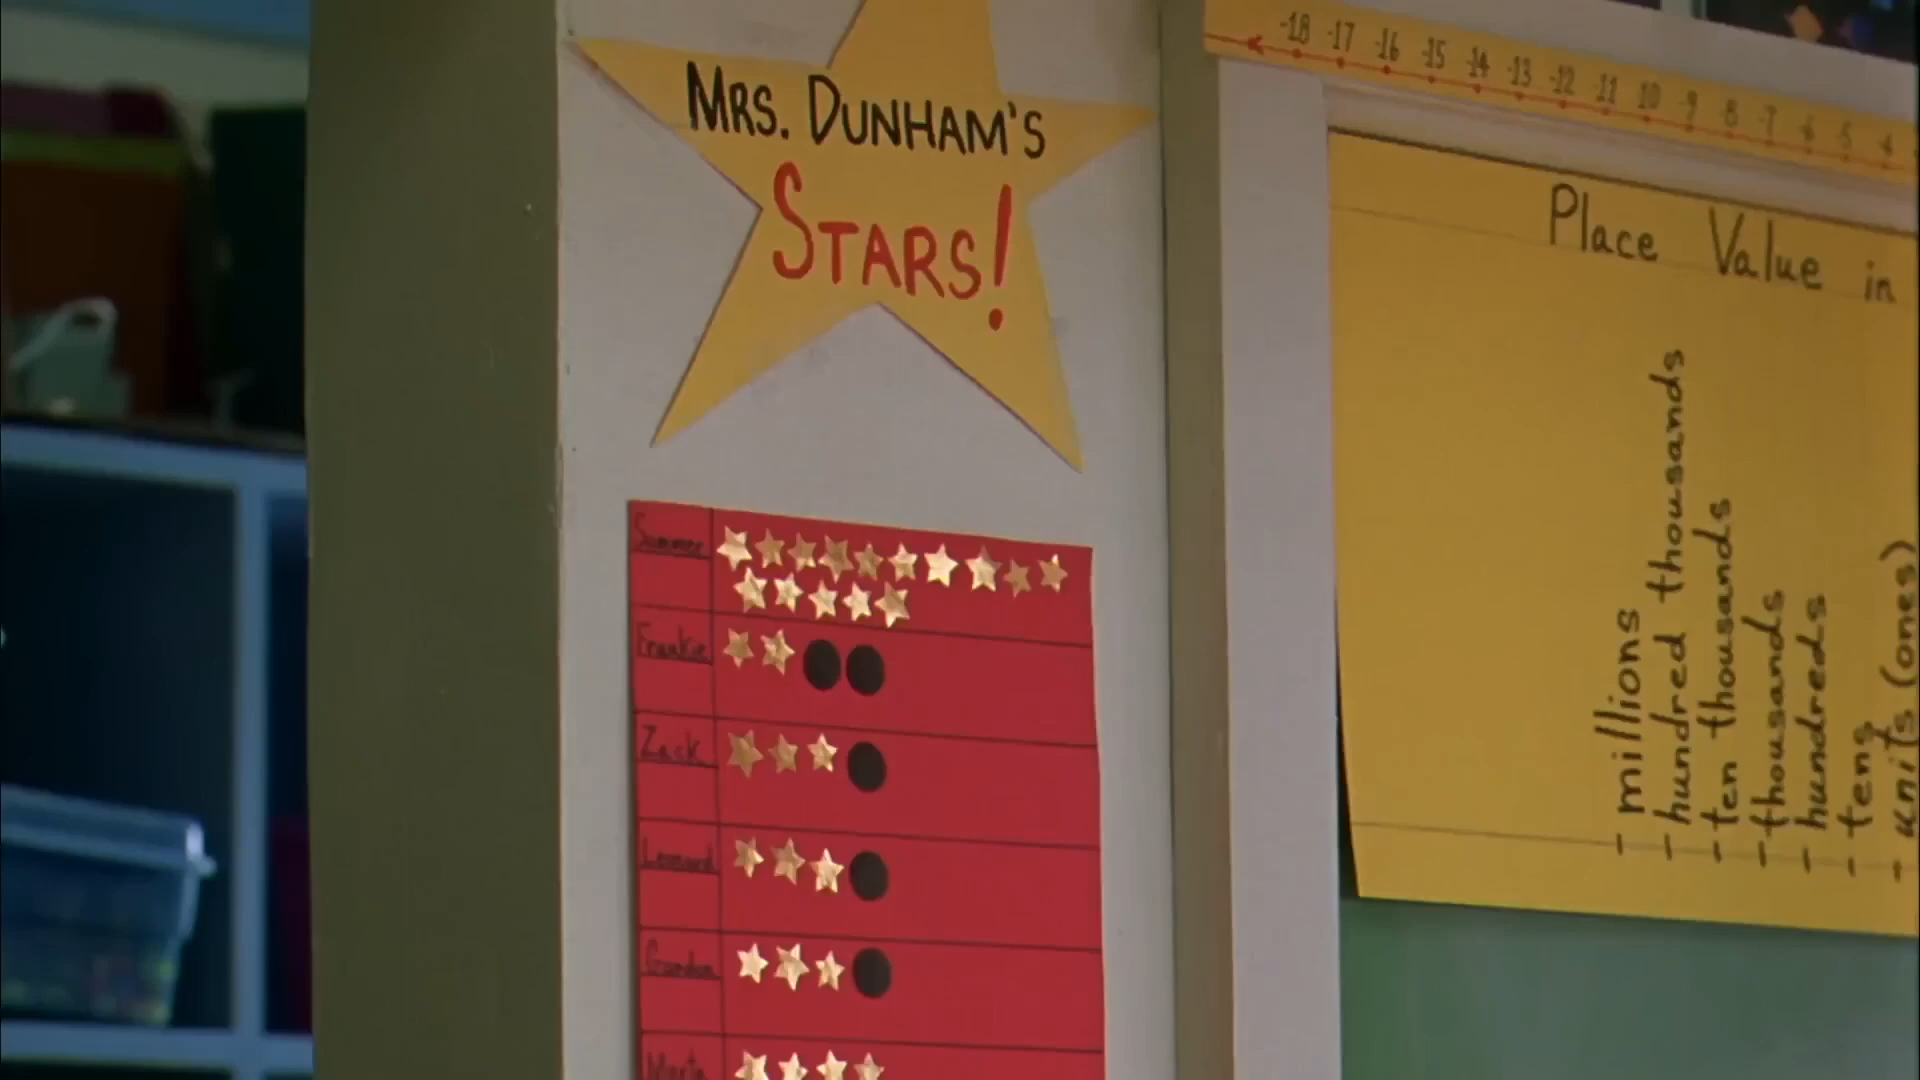 MRS. DUNHAM'S
STARS!
Summer
Frankie
Zack
Leonard
Gordon
Marta
-18 -17 -16 -15 -14 -13 -12 -11 10 -9 -8 -7 -6 -5 -4
Place Value in
- millions
- hundred thousands
- ten thousands
- thousands
- hundreds
- tens
- units (ones)